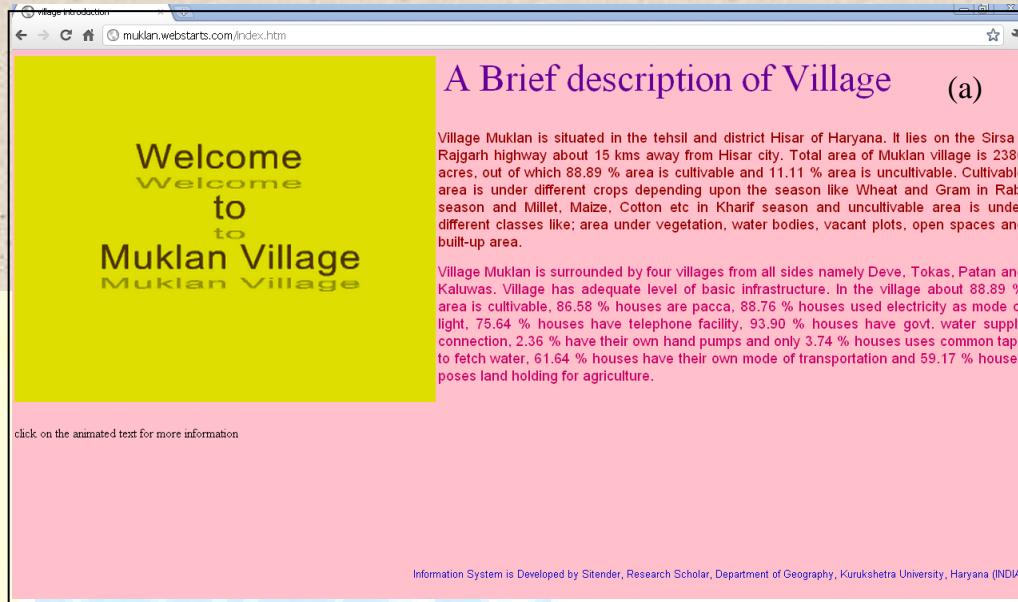 village introduction
muklan.webstarts.com/index.htm
A Brief description of Village
(a)
Welcome
Welcome
to
to
Muklan Village
Muklan Village
Village Muklan is situated in the tehsil and district Hisar of Haryana. It lies on the Sirsa
Rajgarh highway about 15 kms away from Hisar city. Total area of Muklan village is
acres, out of which 88.89 % area is cultivable and 11.11 % area is uncultivable. Cultivabl
area is under different crops depending upon the season like Wheat and Gram in Rab
season and Millet, Maize, Cotton etc in Kharif season and uncultivable area is unde
different classes like; area under vegetation, water bodies, vacant plots, open spaces an
built-up area.
Village Muklan is surrounded by four villages from all sides namely Deve, Tokas, Patan an
Kaluwas. Village has adequate level of basic infrastructure. In the village about 88.89 %
area is cultivable, 86.58 % houses are pacca, 88.76 % houses used electricity as mode o
light, 75.64 % houses have telephone facility, 93.90 % houses have govt. water suppl
connection, 2.36 % have their own hand pumps and only 3.74 % houses uses common tap
to fetch water, 61.64 % houses have their own mode of transportation and 59.17 % house
poses land holding for agriculture.
click on the animated text for more information
Information System is Developed by Sitender, Research Scholar, Department of Geography, Kurukshetra University, Haryana (INDIA